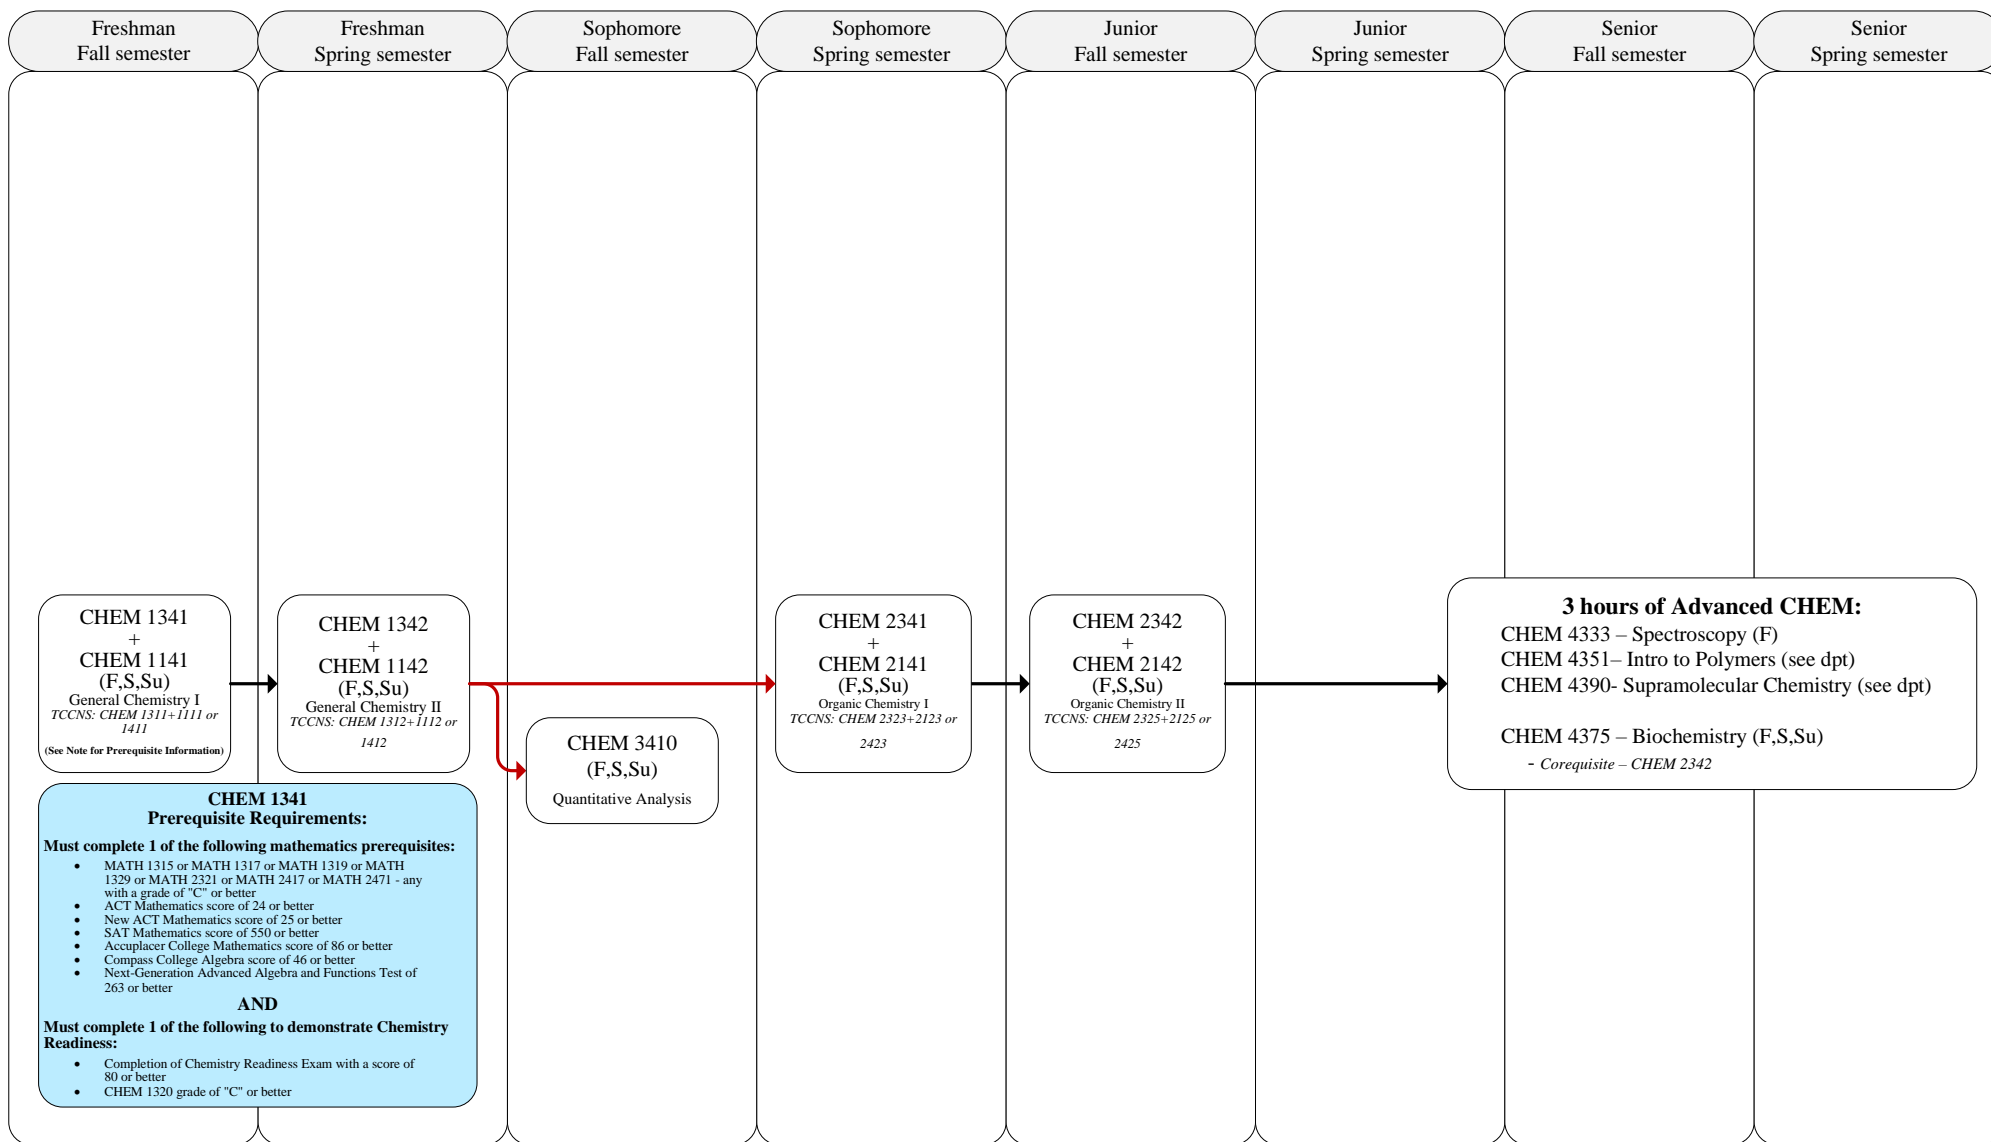 Freshman
Fall semester
Freshman
Spring semester
Sophomore
Fall semester
Sophomore
Spring semester
Junior
Fall semester
Junior
Spring semester
Senior
Fall semester
Senior
Spring semester
CHEM 1341
+
CHEM 1141
(F,S,Su)
General Chemistry I
TCCNS: CHEM 1311+1111 or
1411
(See Note for Prerequisite Information)
CHEM 1342
+
CHEM 1142
(F,S,Su)
General Chemistry II
TCCNS: CHEM 1312+1112 or
1412
CHEM 3410
(F,S,Su)
Quantitative Analysis
CHEM 2341
+
CHEM 2141
(F,S,Su)
Organic Chemistry I
TCCNS: CHEM 2323+2123 or
2423
CHEM 2342
+
CHEM 2142
(F,S,Su)
Organic Chemistry II
TCCNS: CHEM 2325+2125 or
2425
3 hours of Advanced CHEM:
CHEM 4333 – Spectroscopy (F)
CHEM 4351– Intro to Polymers (see dpt)
CHEM 4390- Supramolecular Chemistry (see dpt)
CHEM 4375 – Biochemistry (F,S,Su)
- Corequisite – CHEM 2342
CHEM 1341
Prerequisite Requirements:
Must complete 1 of the following mathematics prerequisites:
• MATH 1315 or MATH 1317 or MATH 1319 or MATH
1329 or MATH 2321 or MATH 2417 or MATH 2471 - any
with a grade of "C" or better
• ACT Mathematics score of 24 or better
• New ACT Mathematics score of 25 or better
• SAT Mathematics score of 550 or better
• Accuplacer College Mathematics score of 86 or better
• Compass College Algebra score of 46 or better
• Next-Generation Advanced Algebra and Functions Test of
263 or better
AND
Must complete 1 of the following to demonstrate Chemistry
Readiness:
• Completion of Chemistry Readiness Exam with a score of
80 or better
• CHEM 1320 grade of "C" or better